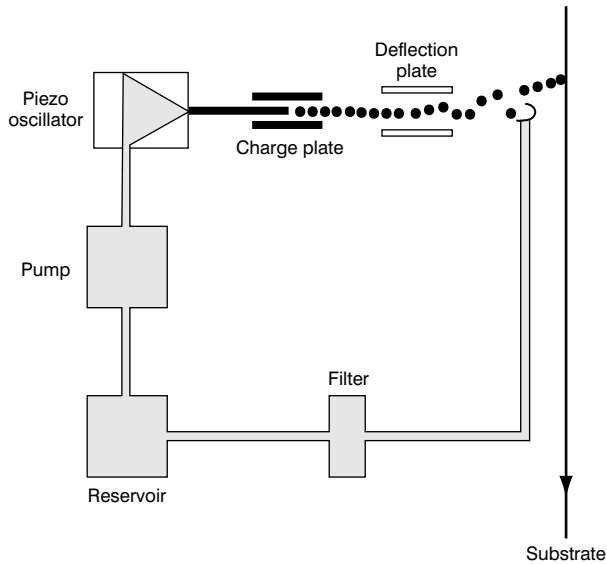 Deflection
plate
Piezo
oscillator
Charge plate
Pump
Filter
Reservoir
Substrate